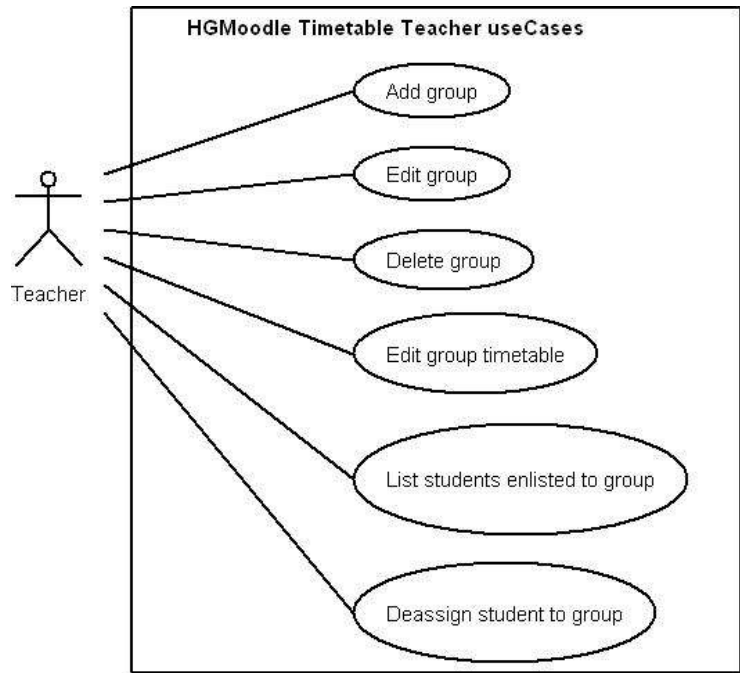 HGMoodle Timetable Teacher useCases
Add group
Edit group
Delete group
Teacher
Edit group timetable
List students enlisted to group
Deassign student to group